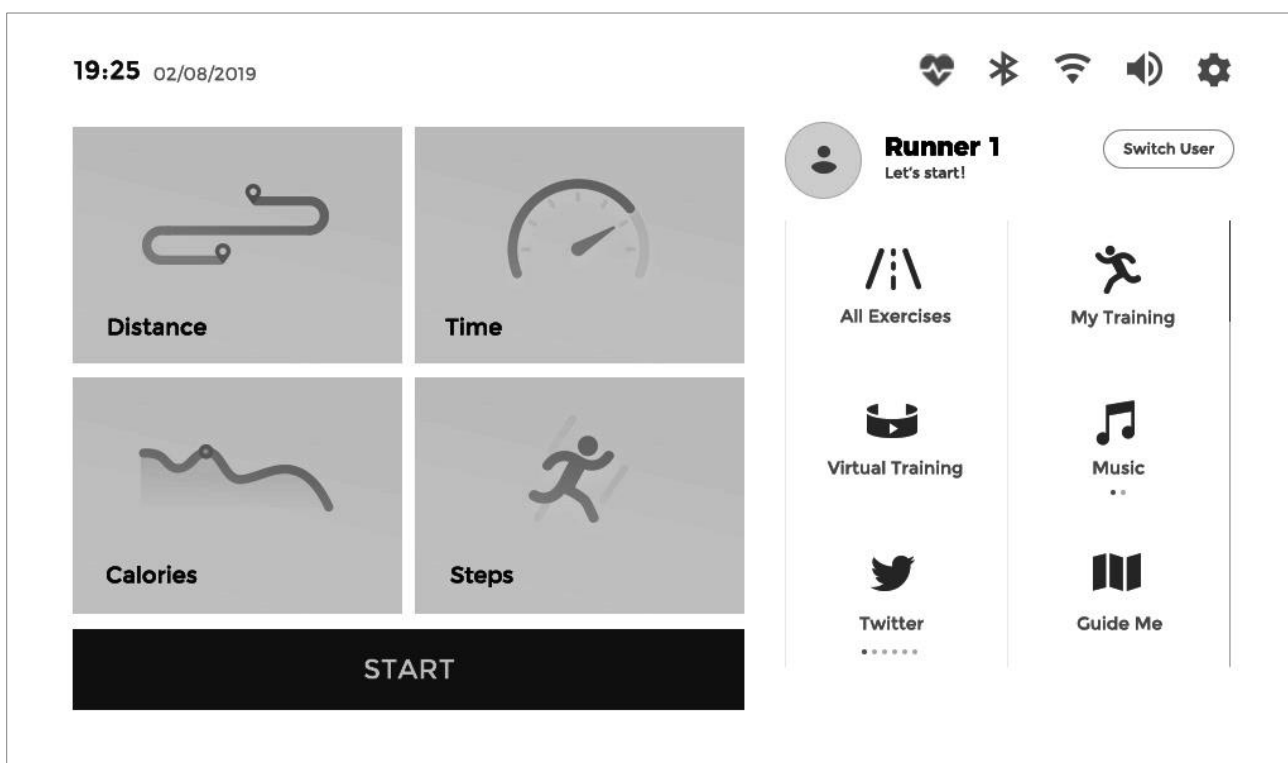 19:25 02/08/2019
Distance
Time
Calories
Steps
START
Runner 1
Let's start!
Switch User
All Exercises
My Training
Virtual Training
Music
Twitter
Guide Me